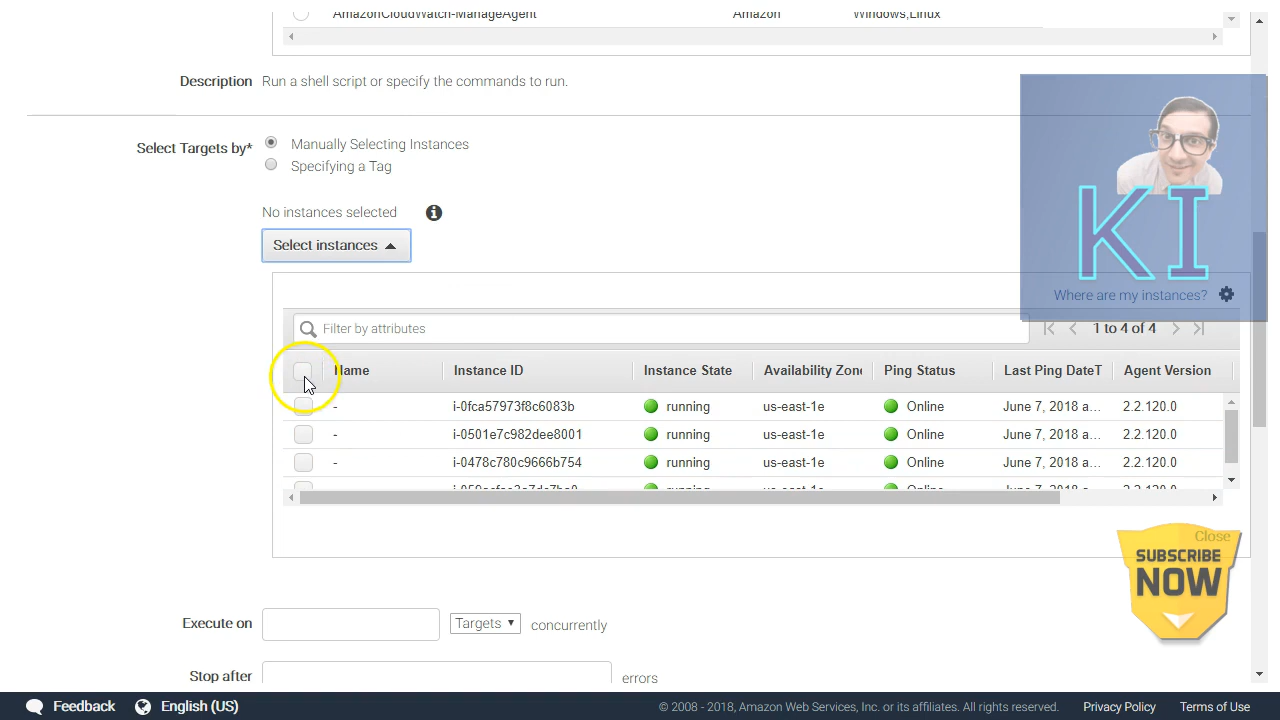 AmazonCloudWatch-ManageAgent Amazon Windows,Linux
Description Run a shell script or specify the commands to run.
Select Targets by* Manually Selecting Instances
Specifying a Tag
No instances selected
Select instances
KI
Where are my instances?
Filter by attributes 1 to 4 of 4
Name Instance ID Instance State Availability Zone Ping Status Last Ping DateT Agent Version
- i-0fca57973f8c6083b running us-east-1e Online June 7, 2018 a... 2.2.120.0
- i-0501e7c982dee8001 running us-east-1e Online June 7, 2018 a... 2.2.120.0
- i-0478c780c9666b754 running us-east-1e Online June 7, 2018 a... 2.2.120.0
Close
SUBSCRIBE
NOW
Execute on Targets concurrently
Stop after errors
Feedback English (US) © 2008 - 2018, Amazon Web Services, Inc. or its affiliates. All rights reserved. Privacy Policy Terms of Use